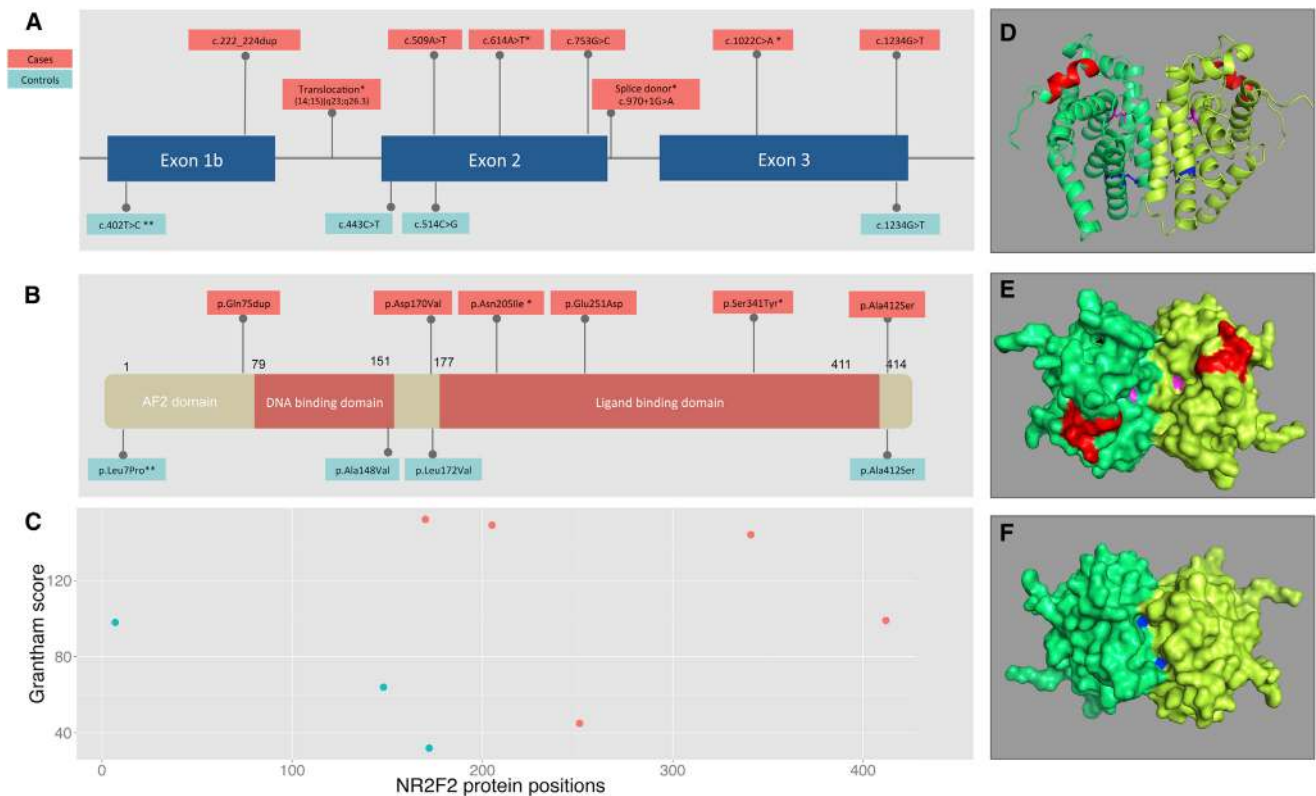 A
Cases
Controls
c.222_224dup
c.509A>T
c.614A>T*
c.753G>C
c.1022C>A *
c.1234G>T
Translocation*
(14;15)(q23;q26.3)
Splice donor*
c.970+1G>A
Exon 1b
Exon 2
Exon 3
c.402T>C **
c.443C>T
c.514C>G
c.1234G>T
B
p.Gln75dup
p.Asp170Val
p.Asn205Ile *
p.Glu251Asp
p.Ser341Tyr*
p.Ala412Ser
1
79
151
177
411
414
AF2 domain
DNA binding domain
Ligand binding domain
p.Leu7Pro**
p.Ala148Val
p.Leu172Val
p.Ala412Ser
C
Grantham score
120
80
40
0
100
200
300
400
NR2F2 protein positions
D
E
F